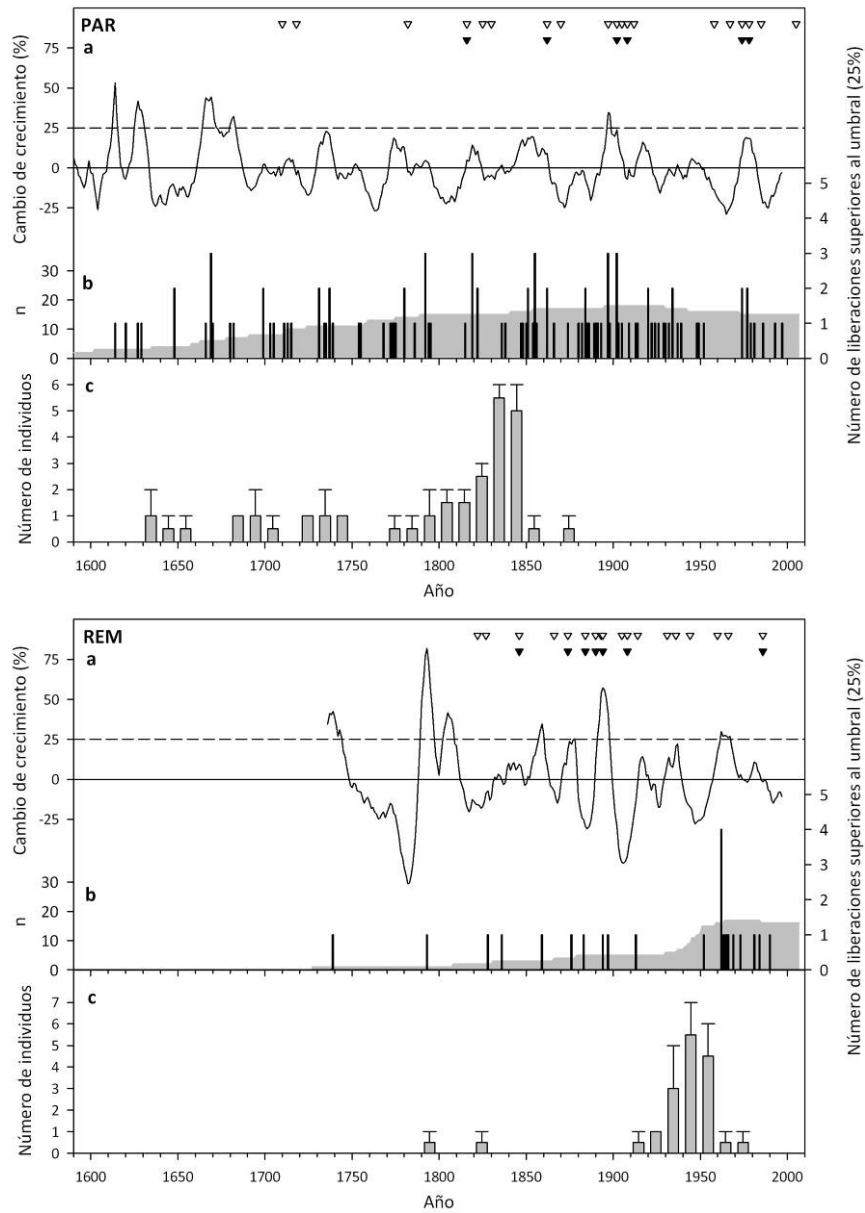 PAR
a
75
50
25
0
-25
Cambio de crecimiento (%)
5
4
3
2
1
0
Número de liberaciones superiores al umbral (25%)
b
30
20
10
0
n
c
6
5
4
3
2
1
0
Número de individuos
1600 1650 1700 1750 1800 1850 1900 1950 2000
Año
REM
a
75
50
25
0
-25
Cambio de crecimiento (%)
5
4
3
2
1
0
Número de liberaciones superiores al umbral (25%)
b
30
20
10
0
n
c
7
6
5
4
3
2
1
0
Número de individuos
1600 1650 1700 1750 1800 1850 1900 1950 2000
Año